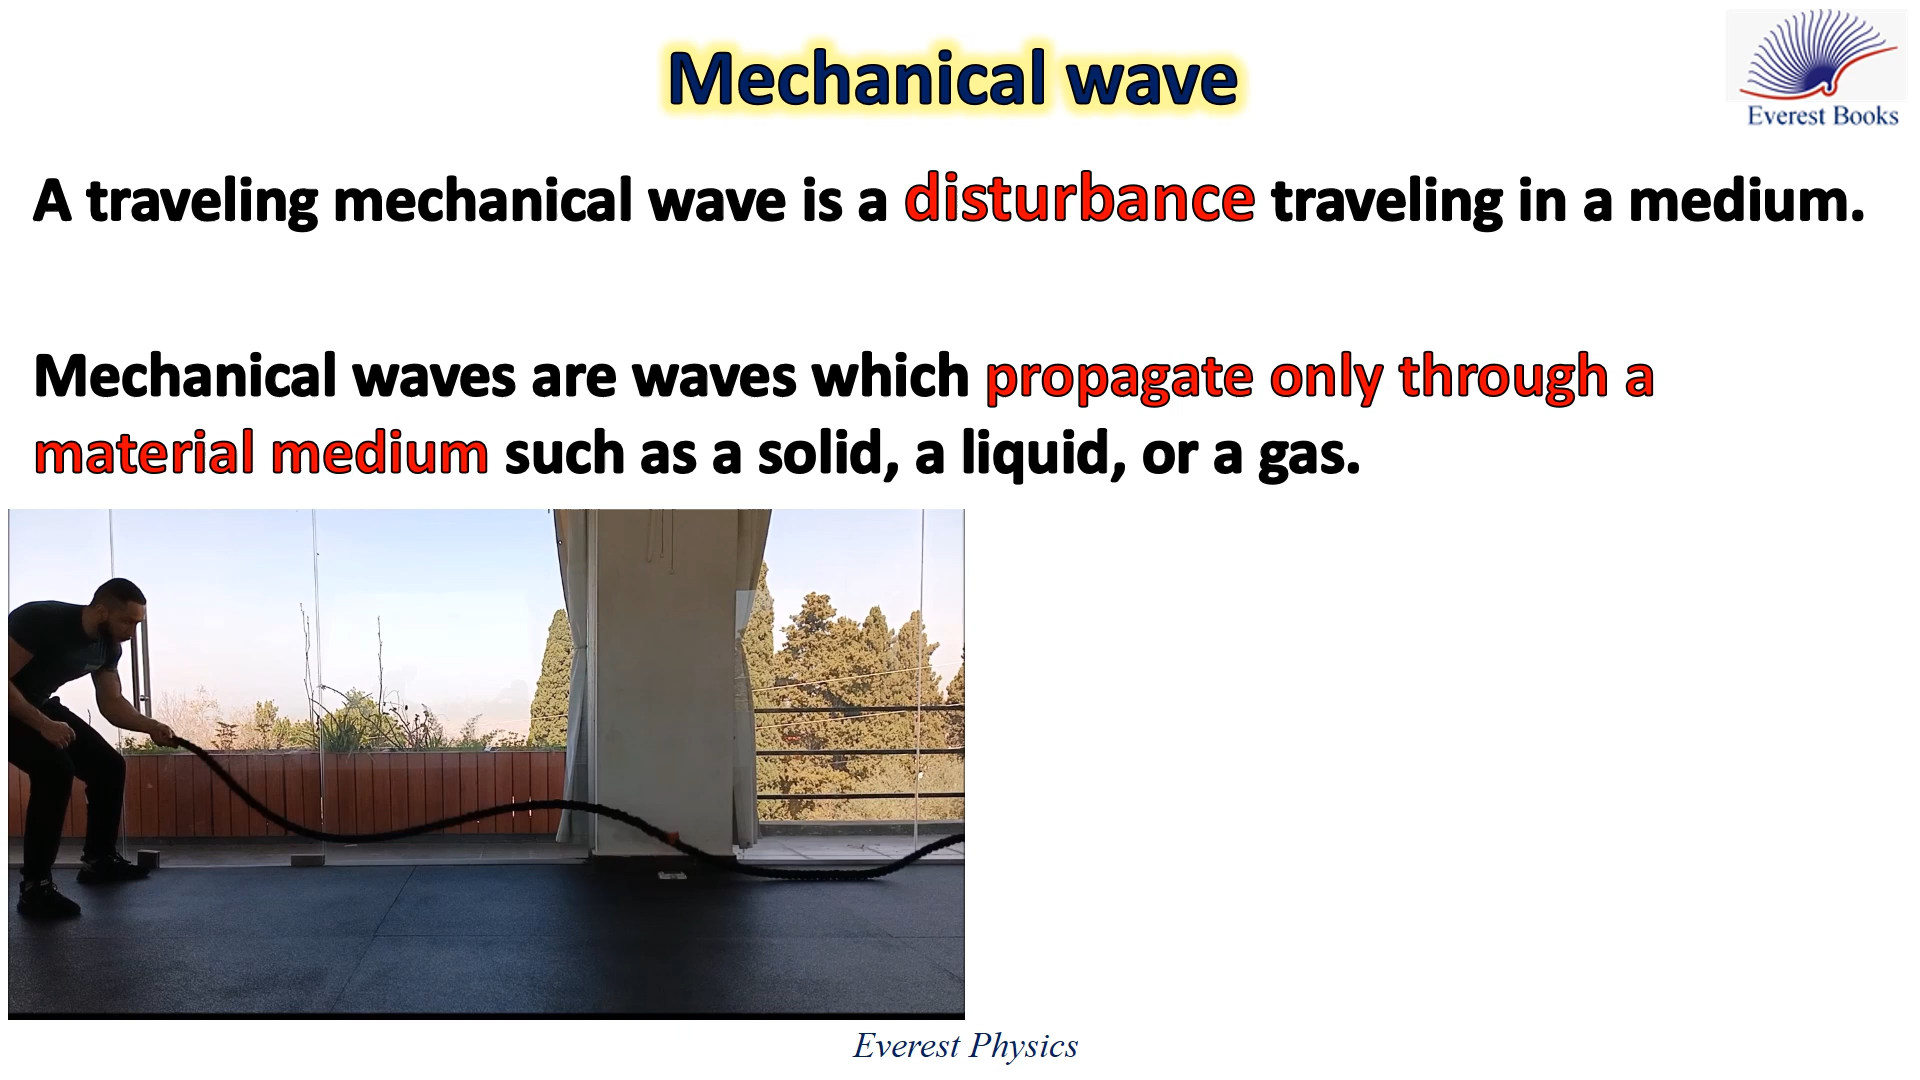 Mechanical wave
Everest Books
A traveling mechanical wave is a disturbance traveling in a medium.
Mechanical waves are waves which propagate only through a
material medium such as a solid, a liquid, or a gas.
Everest Physics